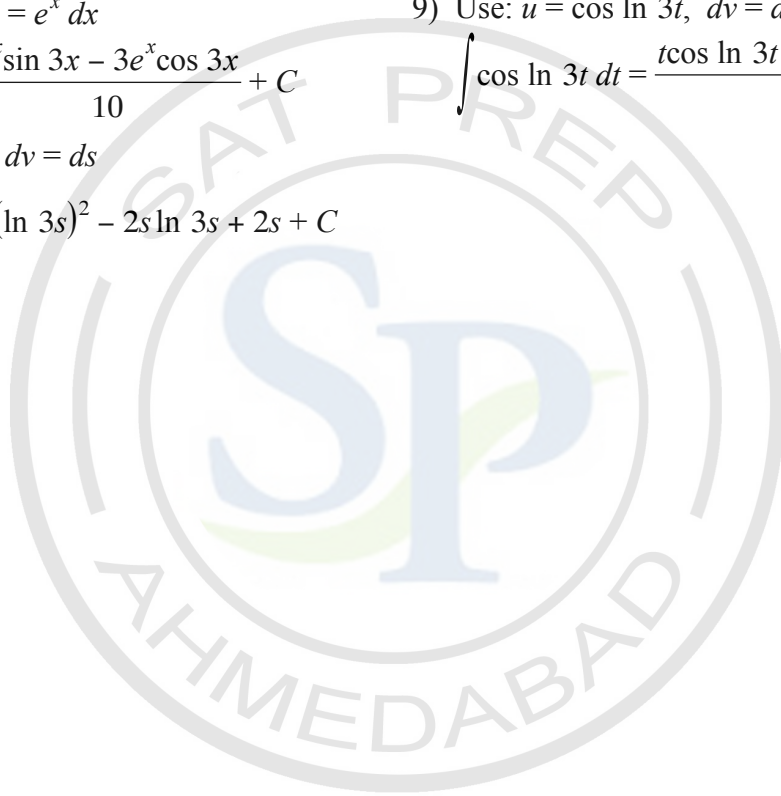 = e^x dx
sin 3x – 3e^x cos 3x
10
+ C
dv = ds
(ln 3s)^2 – 2s ln 3s + 2s + C
9) Use: u = cos ln 3t, dv =
∫ cos ln 3t dt = tcos ln 3t
SAT PREP
SP
AHMEDABAD